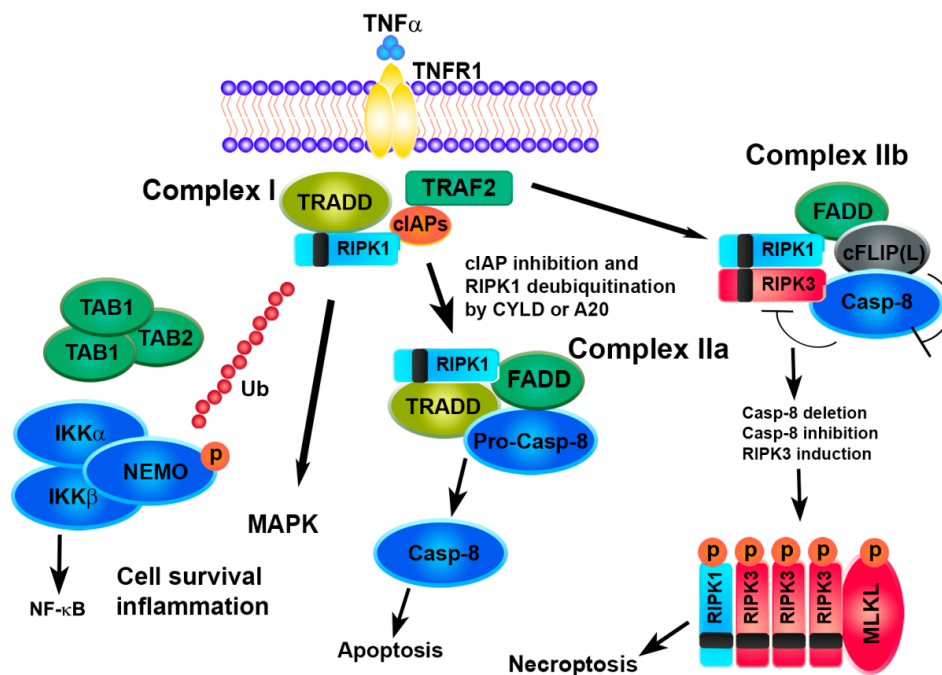 TNFα
TNFR1
Complex I
TRADD
TRAF2
cIAPs
RIPK1
Complex IIb
FADD
RIPK1
cFLIP(L)
RIPK3
Casp-8
cIAP inhibition and
RIPK1 deubiquitination
by CYLD or A20
TAB1
TAB2
TAB1
Ub
Complex IIa
RIPK1
FADD
TRADD
Pro-Casp-8
IKKα
NEMO
p
IKKβ
Casp-8 deletion
Casp-8 inhibition
RIPK3 induction
MAPK
Casp-8
NF-κB
Cell survival
inflammation
Apoptosis
p
p
p
p
p
RIPK1
RIPK3
RIPK3
RIPK3
MLKL
Necroptosis